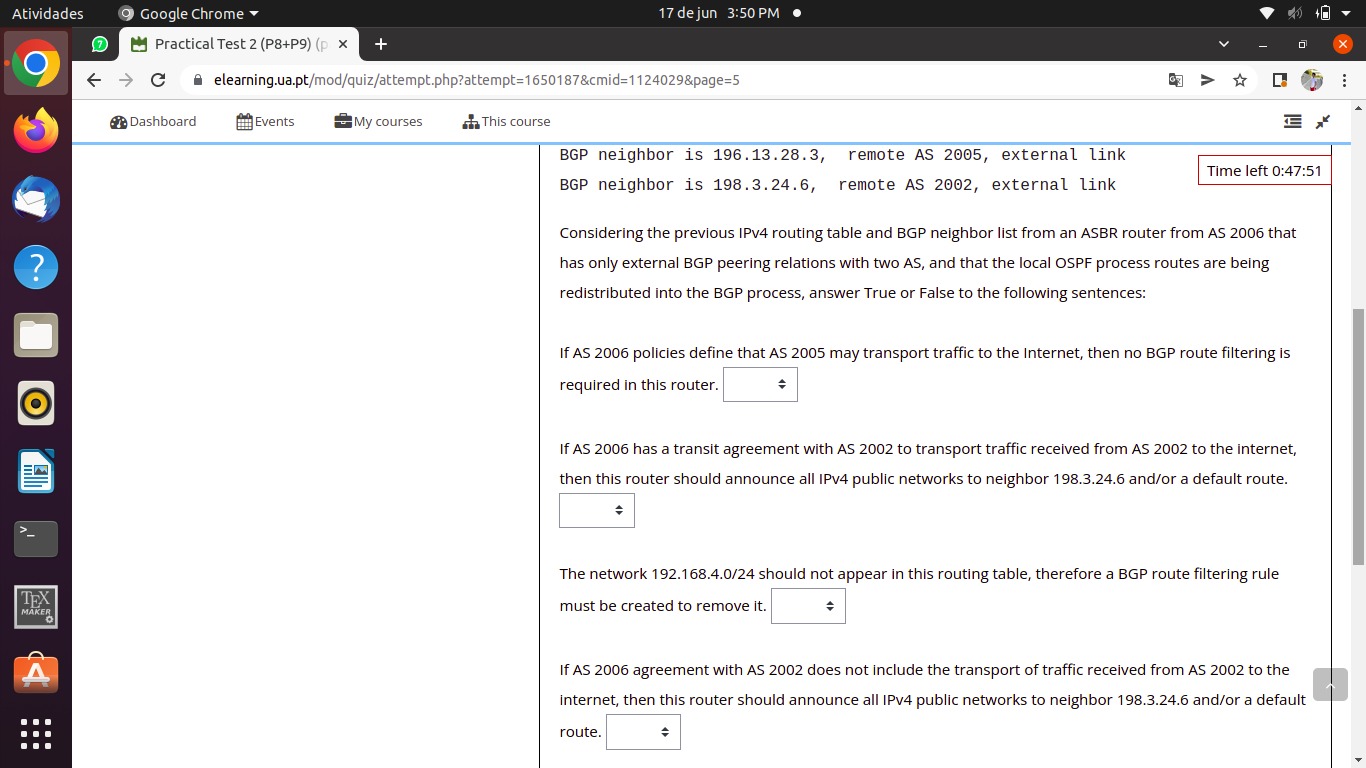 Atividades
Google Chrome
17 de jun 3:50 PM
7
Practical Test 2 (P8+P9) (p
elearning.ua.pt/mod/quiz/attempt.php?attempt=1650187&cmid=1124029&page=5
Dashboard
Events
My courses
This course
BGP neighbor is 196.13.28.3, remote AS 2005, external link
Time left 0:47:51
BGP neighbor is 198.3.24.6, remote AS 2002, external link
Considering the previous IPv4 routing table and BGP neighbor list from an ASBR router from AS 2006 that
has only external BGP peering relations with two AS, and that the local OSPF process routes are being
redistributed into the BGP process, answer True or False to the following sentences:
If AS 2006 policies define that AS 2005 may transport traffic to the Internet, then no BGP route filtering is
required in this router.
If AS 2006 has a transit agreement with AS 2002 to transport traffic received from AS 2002 to the internet,
then this router should announce all IPv4 public networks to neighbor 198.3.24.6 and/or a default route.
The network 192.168.4.0/24 should not appear in this routing table, therefore a BGP route filtering rule
must be created to remove it.
If AS 2006 agreement with AS 2002 does not include the transport of traffic received from AS 2002 to the
internet, then this router should announce all IPv4 public networks to neighbor 198.3.24.6 and/or a default
route.
>_
TEX
MAKER